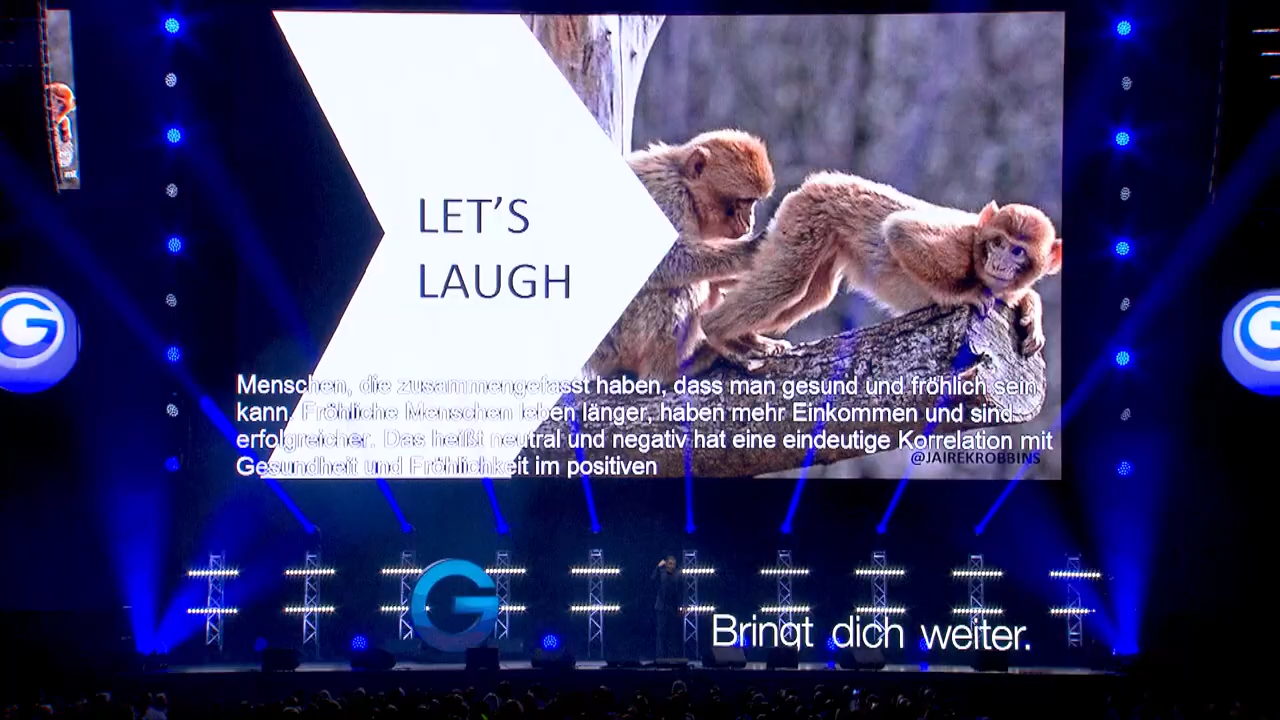 LET'S
LAUGH
Menschen, die zusammengefasst haben, dass man gesund und fröhlich sein
kann. Fröhliche Menschen leben länger, haben mehr Einkommen und sind
erfolgreicher. Das heißt neutral und negativ hat eine eindeutige Korrelation mit
Gesundheit und Fröhlichkeit im positiven
@JAIREKROBBINS
G
G
G
Bringt dich weiter.